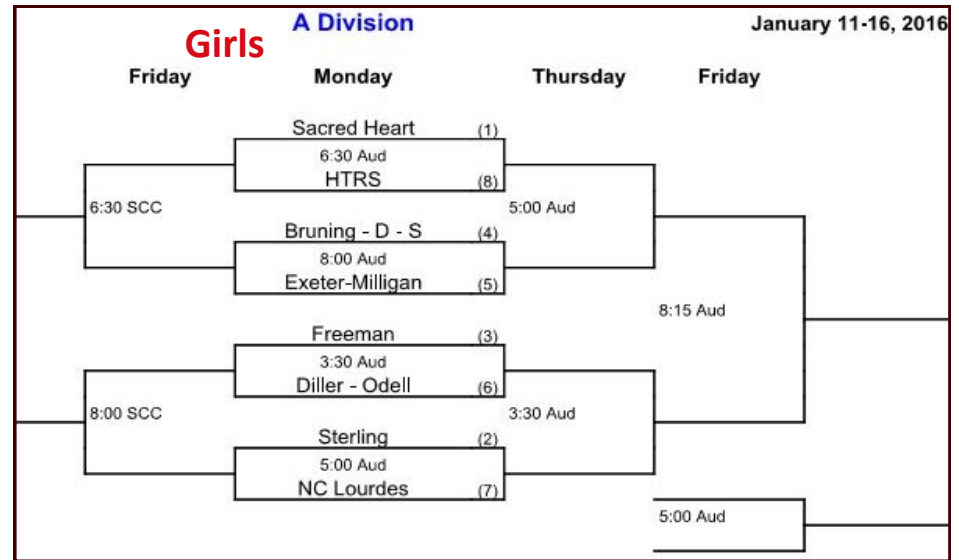 A Division
January 11-16, 2016
Girls
Friday Monday Thursday Friday
Sacred Heart (1)
6:30 Aud
HTRS (8)
6:30 SCC
5:00 Aud
Bruning - D - S (4)
8:00 Aud
Exeter-Milligan (5)
8:15 Aud
Freeman (3)
3:30 Aud
Diller - Odell (6)
8:00 SCC
3:30 Aud
Sterling (2)
5:00 Aud
NC Lourdes (7)
5:00 Aud